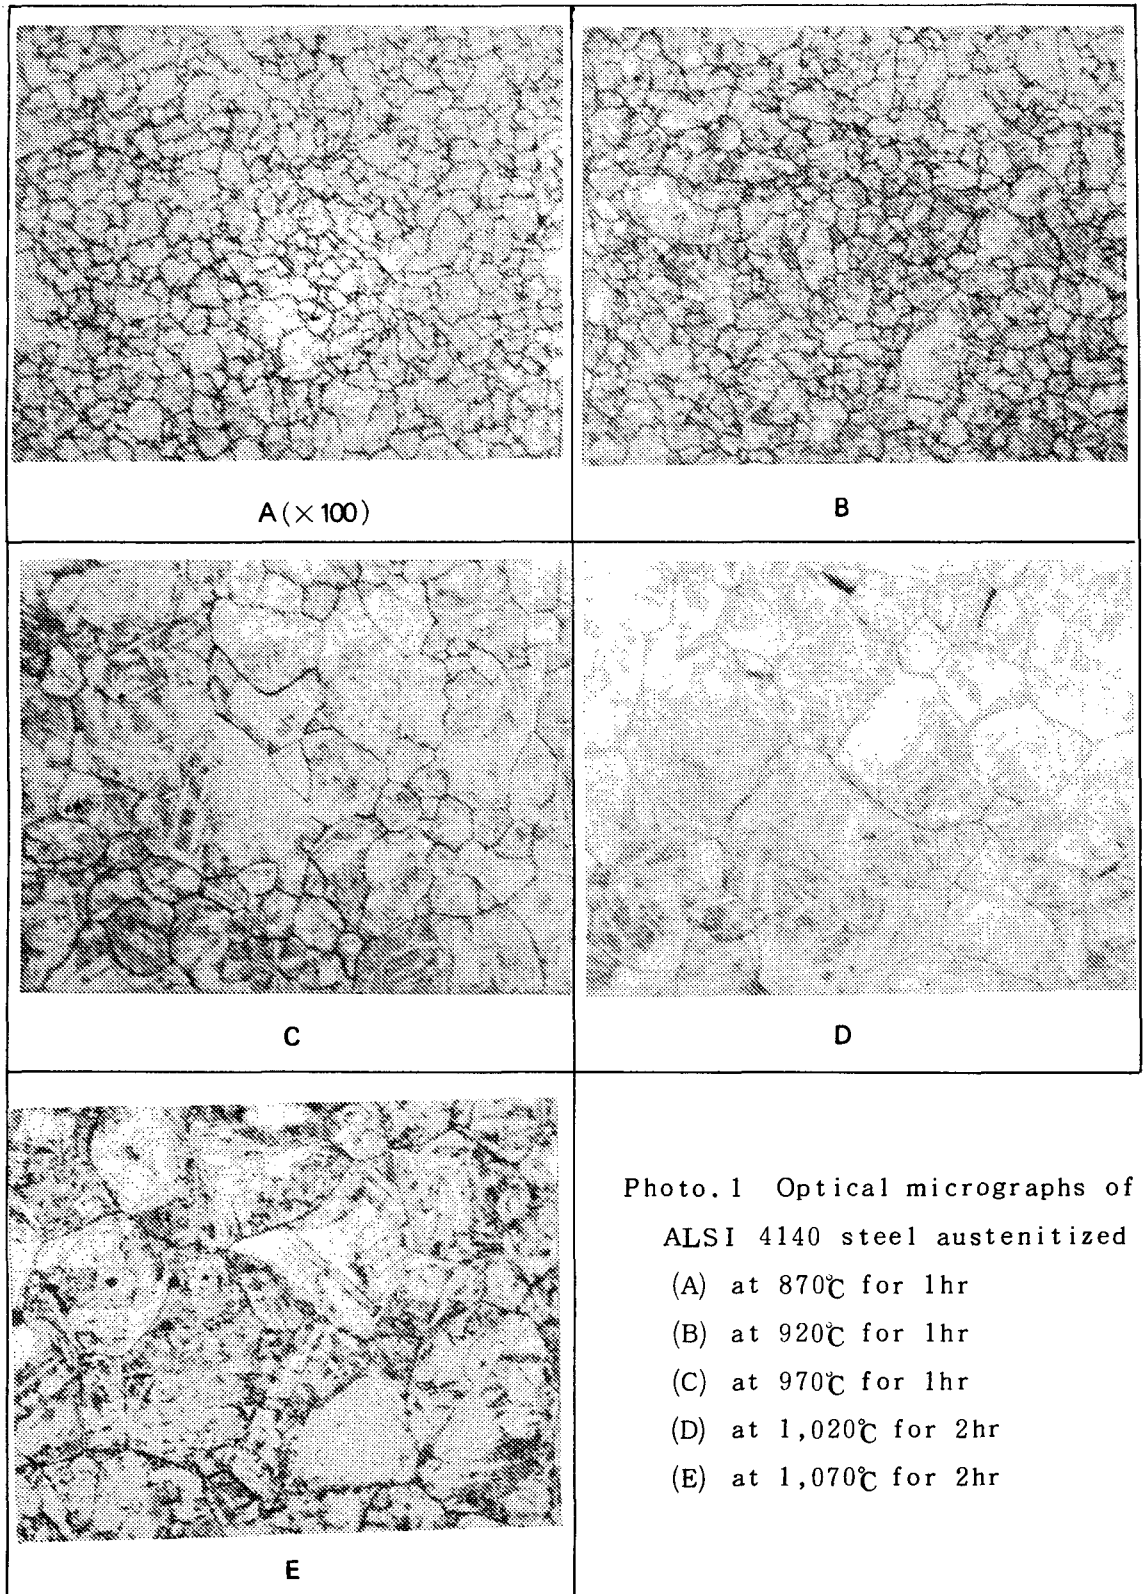 A (× 100)
B
C
D
E
Photo. 1 Optical micrographs of
ALSI 4140 steel austenitized
(A) at 870℃ for 1hr
(B) at 920℃ for 1hr
(C) at 970℃ for 1hr
(D) at 1,020℃ for 2hr
(E) at 1,070℃ for 2hr